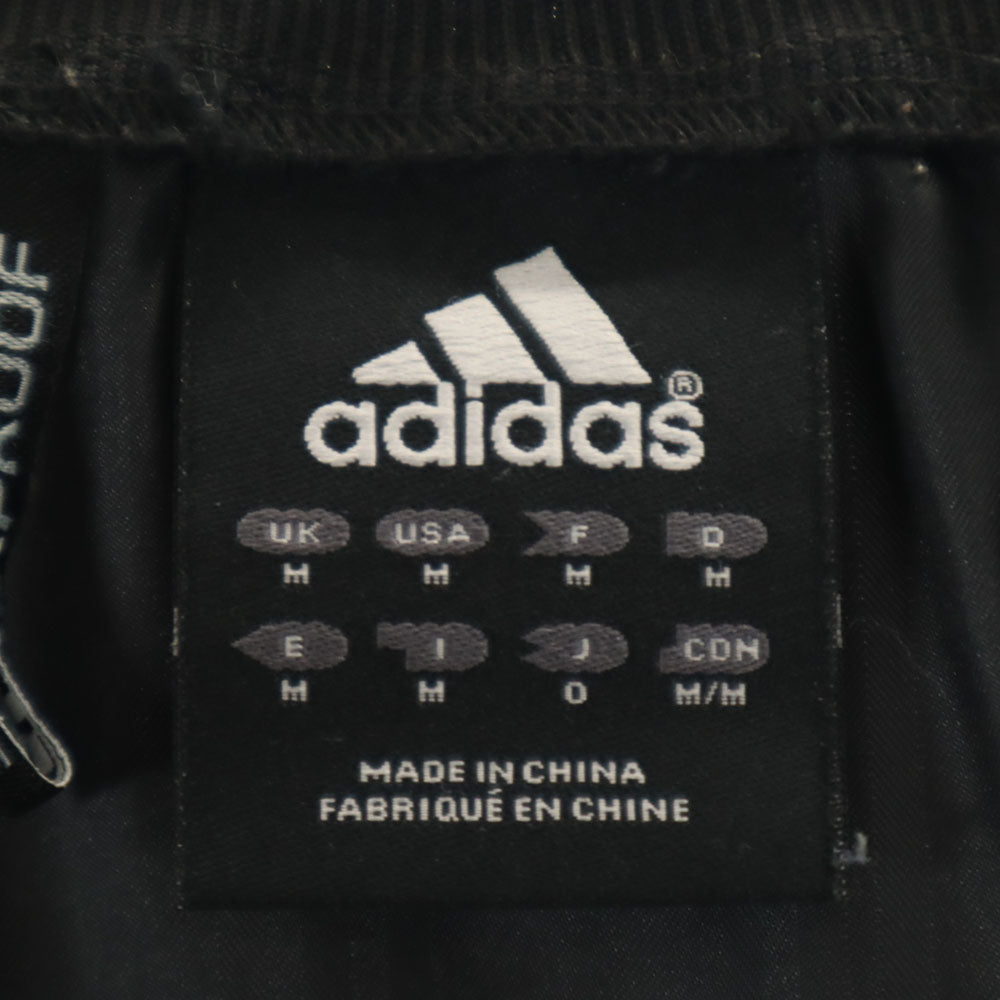 adidas®
UK USA F D
M M M M
E I J CDN
M M O M/M
MADE IN CHINA
FABRIQUÉ EN CHINE